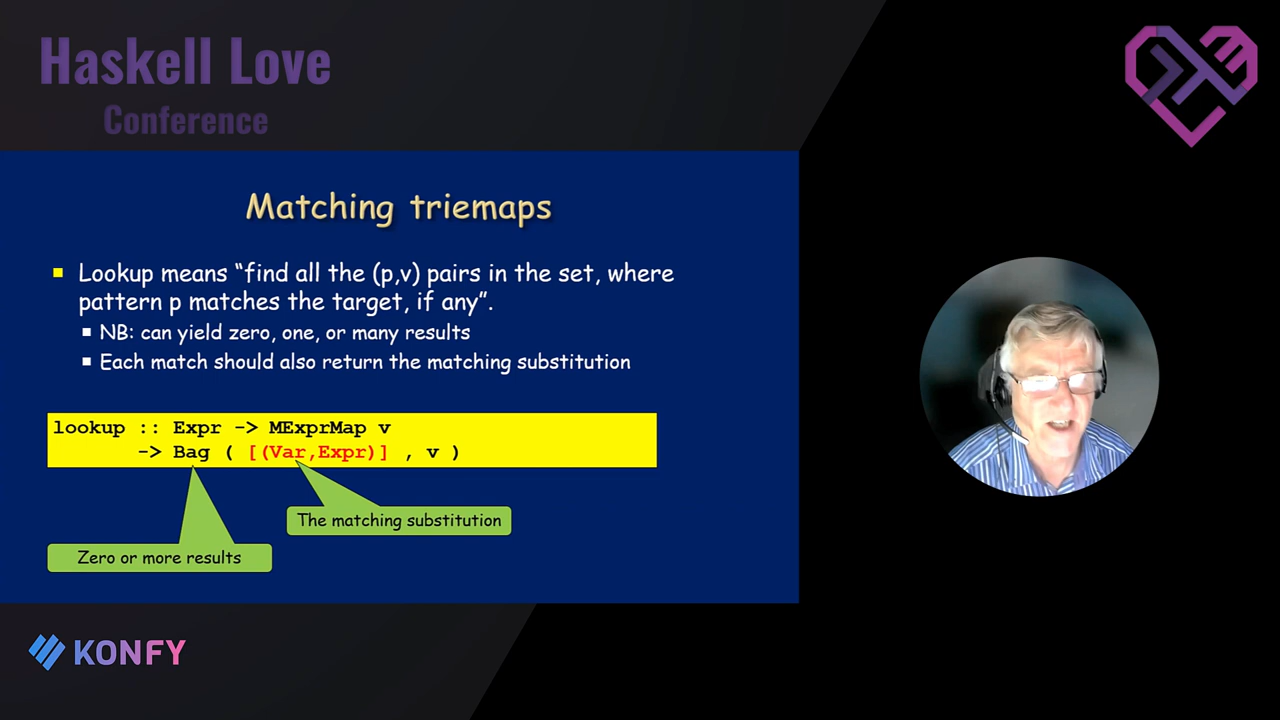 Haskell Love
Conference
Matching triemaps
Lookup means “find all the (p,v) pairs in the set, where
pattern p matches the target, if any”.
NB: can yield zero, one, or many results
Each match should also return the matching substitution
lookup :: Expr -> MExprMap v
-> Bag ( [(Var,Expr)] , v )
The matching substitution
Zero or more results
KONFY